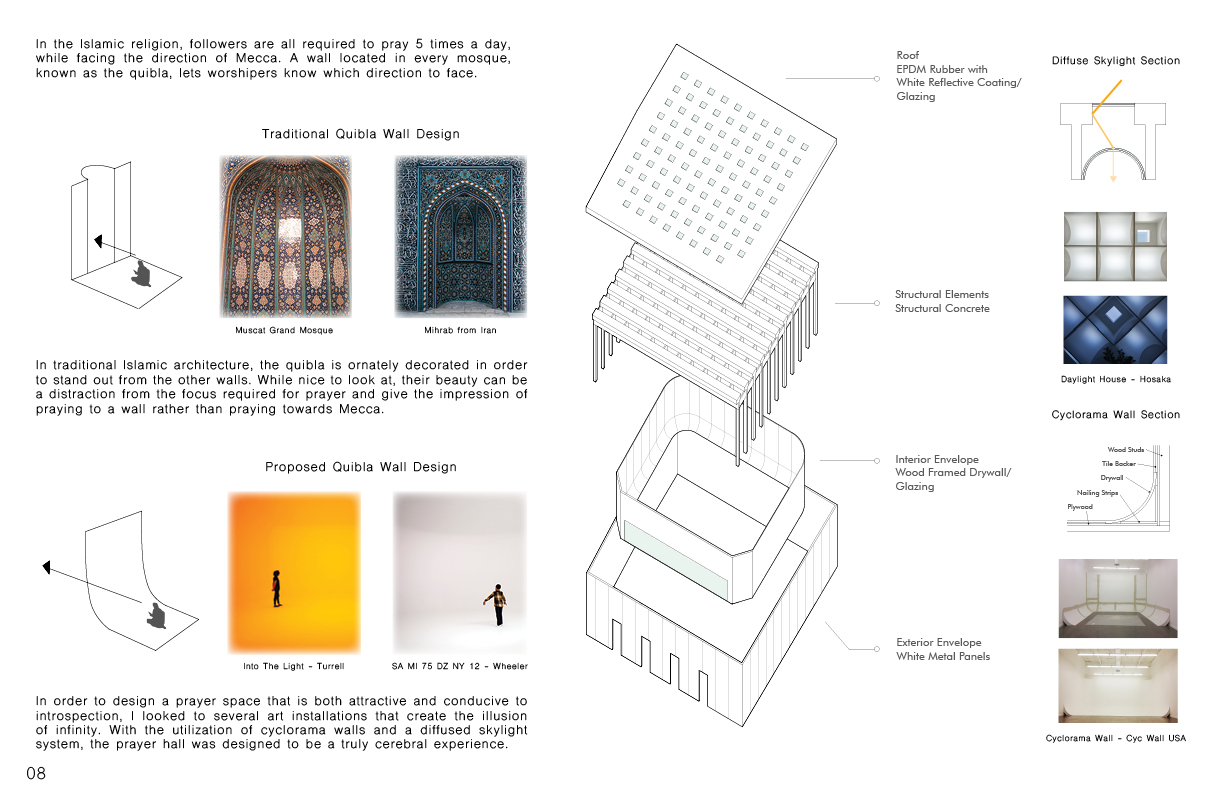 In the Islamic religion, followers are all required to pray 5 times a day,
while facing the direction of Mecca. A wall located in every mosque,
known as the quibla, lets worshipers know which direction to face.
Traditional Quibla Wall Design
Muscat Grand Mosque
Mihrab from Iran
In traditional Islamic architecture, the quibla is ornately decorated in order
to stand out from the other walls. While nice to look at, their beauty can be
a distraction from the focus required for prayer and give the impression of
praying to a wall rather than praying towards Mecca.
Proposed Quibla Wall Design
Into The Light - Turrell
SA MI 75 DZ NY 12 - Wheeler
In order to design a prayer space that is both attractive and conducive to
introspection, I looked to several art installations that create the illusion
of infinity. With the utilization of cyclorama walls and a diffused skylight
system, the prayer hall was designed to be a truly cerebral experience.
08
Roof
EPDM Rubber with
White Reflective Coating/
Glazing
Structural Elements
Structural Concrete
Interior Envelope
Wood Framed Drywall/
Glazing
Exterior Envelope
White Metal Panels
Diffuse Skylight Section
Daylight House - Hosaka
Cyclorama Wall Section
Wood Studs
Tile Backer
Drywall
Nailing Strips
Plywood
Cyclorama Wall - Cyc Wall USA